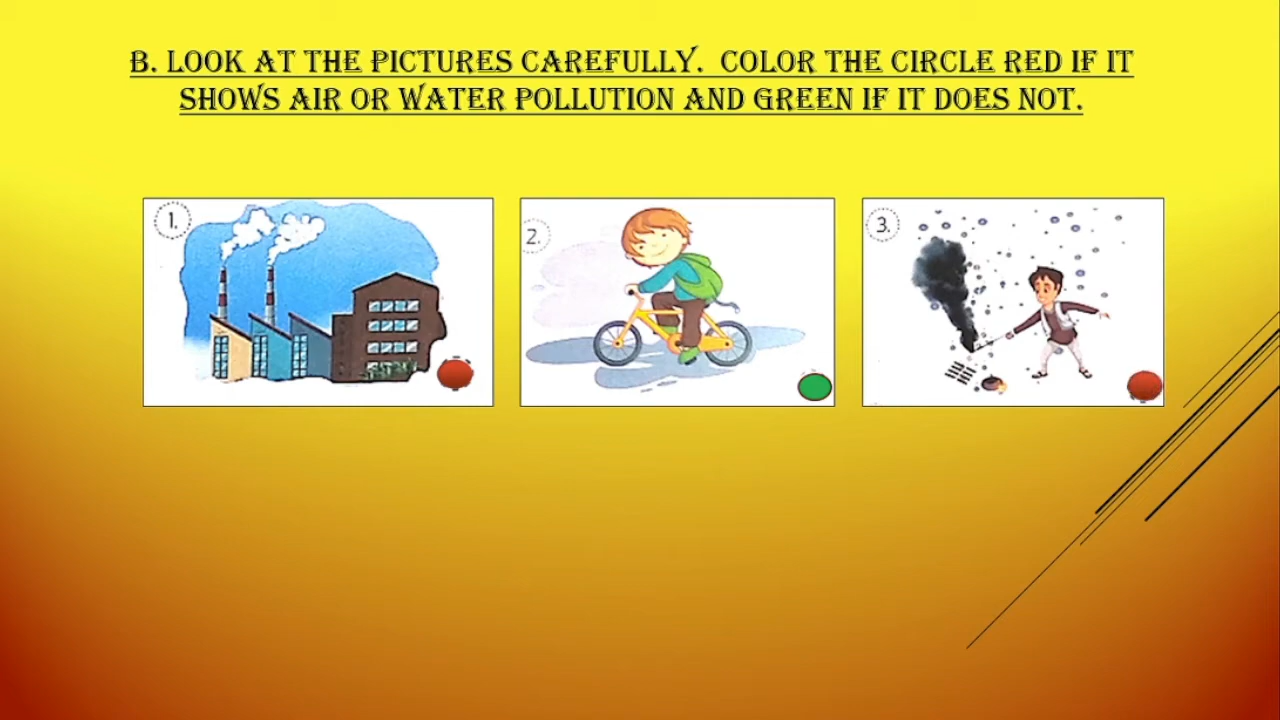 B. LOOK AT THE PICTURES CAREFULLY.  COLOR THE CIRCLE RED IF IT
SHOWS AIR OR WATER POLLUTION AND GREEN IF IT DOES NOT.
1.
2.
3.